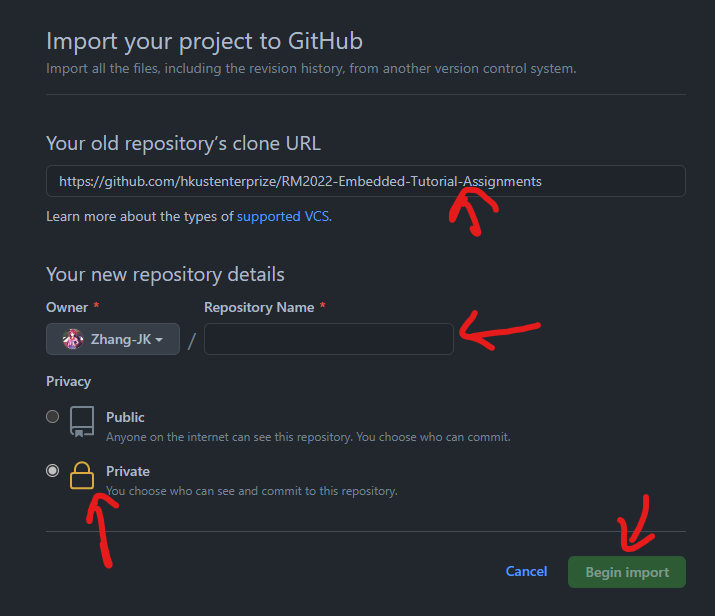 Import your project to GitHub
Import all the files, including the revision history, from another version control system.
Your old repository's clone URL
https://github.com/hkustenterprize/RM2022-Embedded-Tutorial-Assignments
Learn more about the types of supported VCS.
Your new repository details
Owner * Repository Name *
Zhang-JK /
Privacy
Public
Anyone on the internet can see this repository. You choose who can commit.
Private
You choose who can see and commit to this repository.
Cancel Begin import